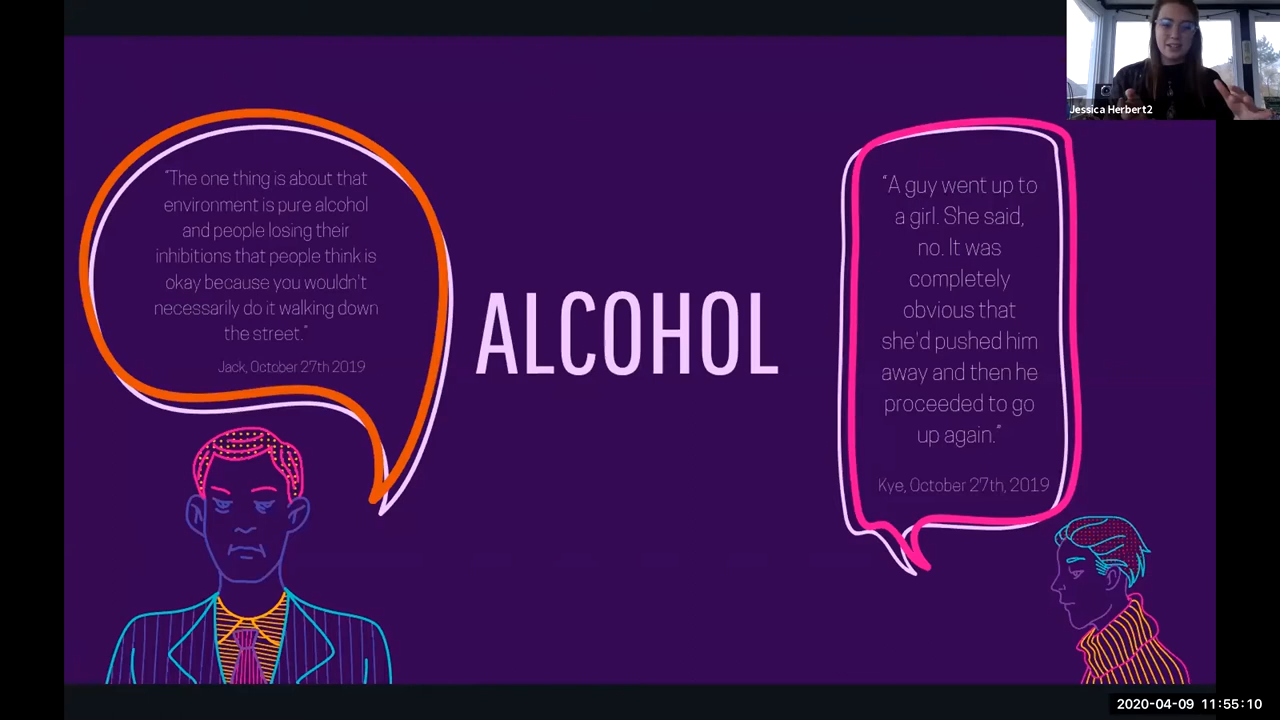 "The one thing is about that
environment is pure alcohol
and people losing their
inhibitions that people think is
okay because you wouldn't
necessarily do it walking down
the street."
Jack, October 27th 2019
ALCOHOL
"A guy went up to
a girl. She said,
no. It was
completely
obvious that
she'd pushed him
away and then he
proceeded to go
up again."
Kye, October 27th, 2019
Jessica Herbert2
2020-04-09 11:55:10